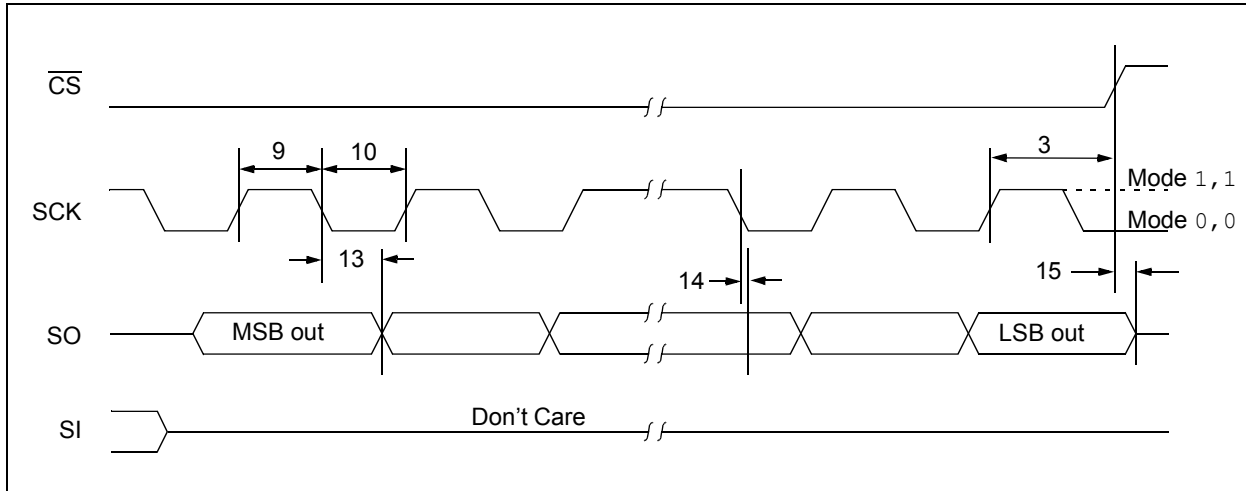 CS
9
10
3
Mode 1,1
SCK
Mode 0,0
13
14
15
SO
MSB out
LSB out
Don't Care
SI